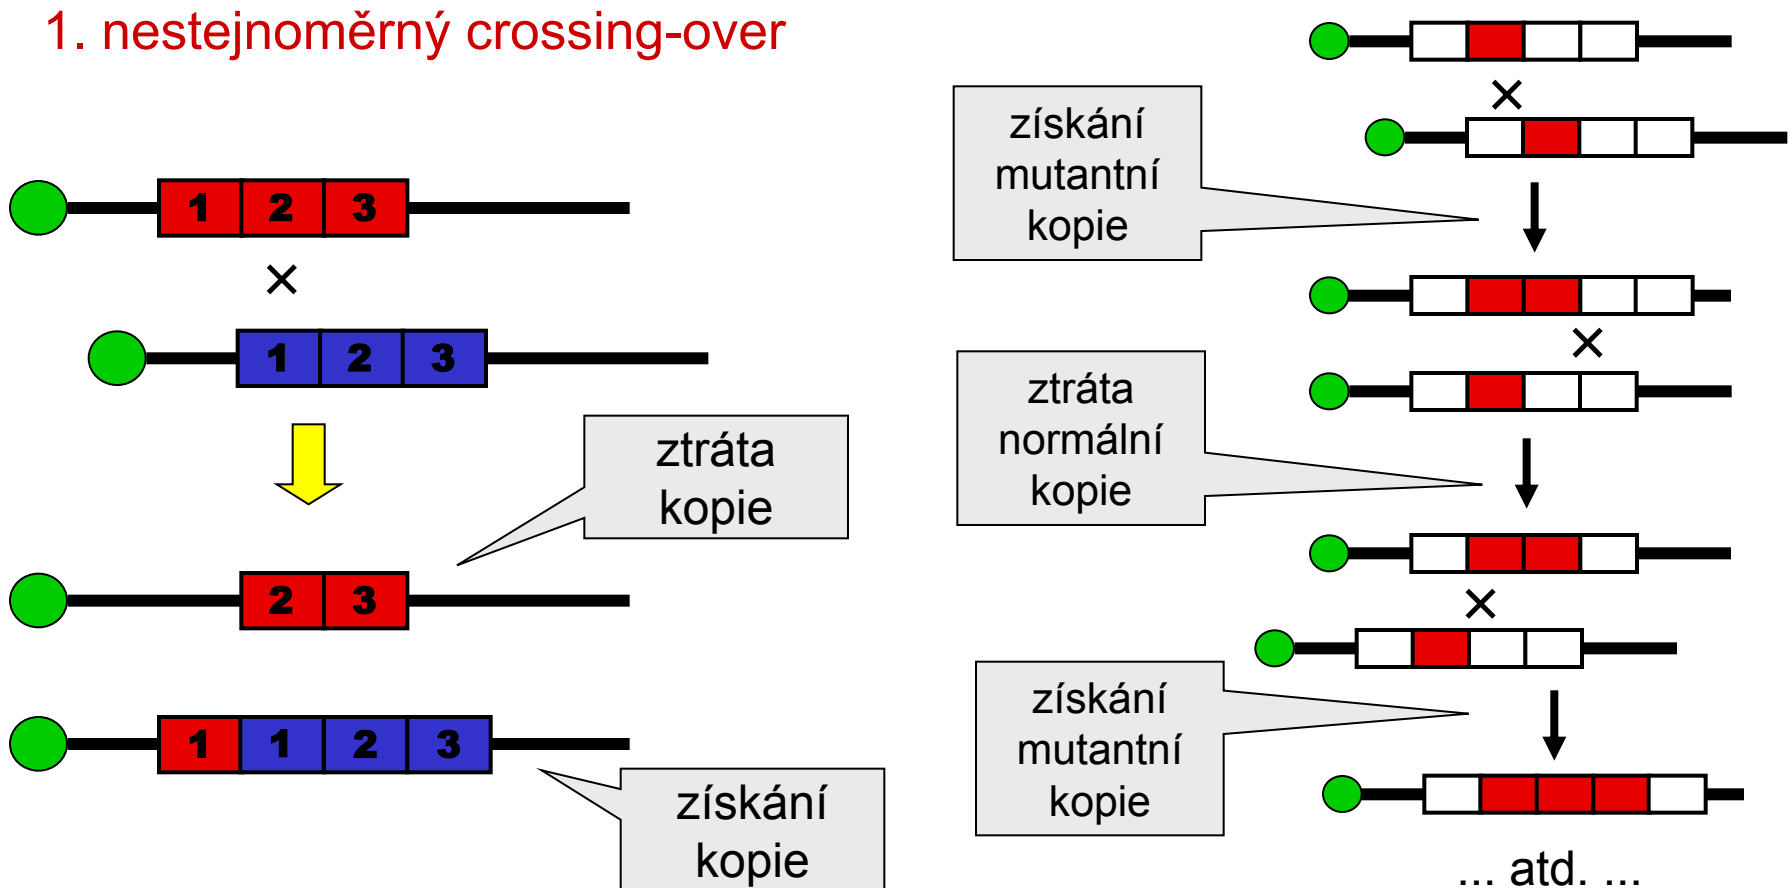 1. nestejnoměrný crossing-over
1 2 3
×
1 2 3
ztráta
kopie
2 3
1 1 2 3
získání
kopie
×
získání
mutantní
kopie
×
ztráta
normální
kopie
×
získání
mutantní
kopie
... atd. ...